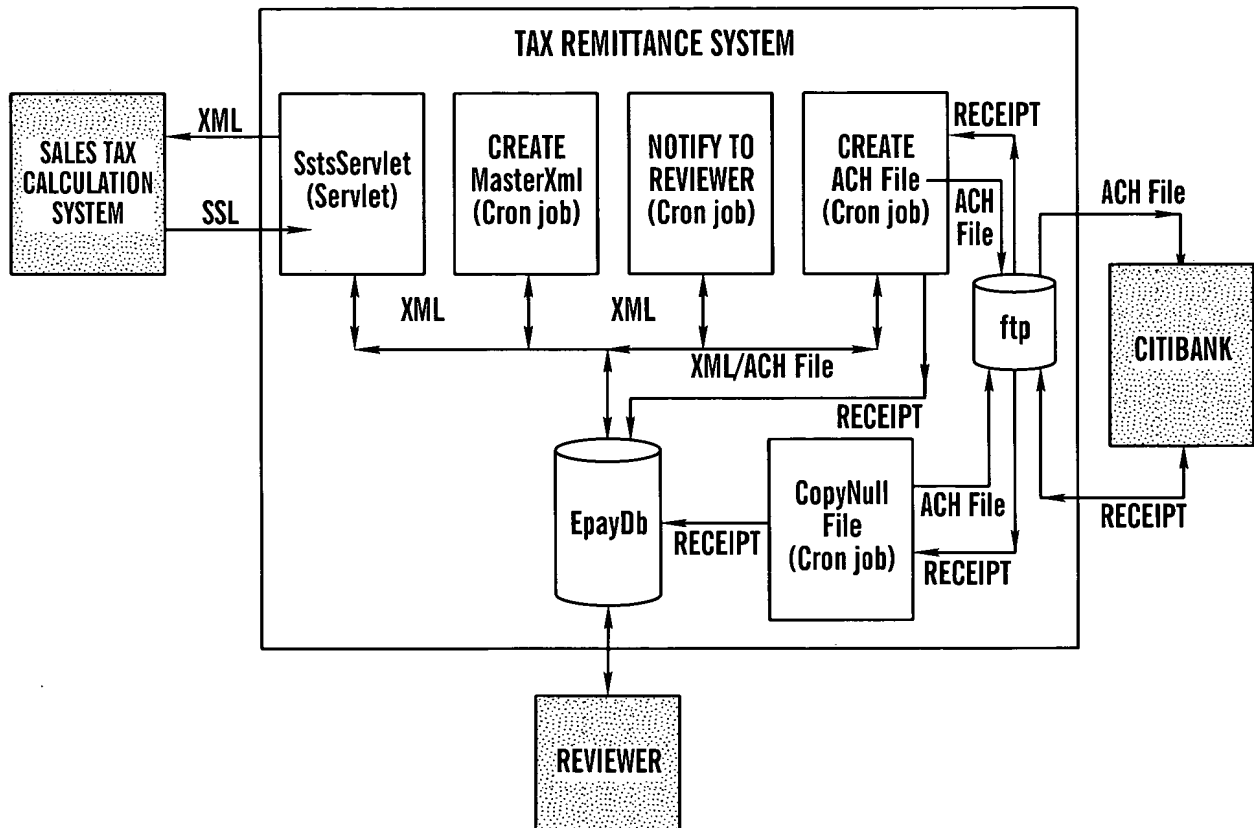 TAX REMITTANCE SYSTEM
SALES TAX
CALCULATION
SYSTEM
XML
SSL
SstsServlet
(Servlet)
CREATE
MasterXml
(Cron job)
NOTIFY TO
REVIEWER
(Cron job)
CREATE
ACH File
(Cron job)
RECEIPT
ACH
File
ACH File
ftp
CITIBANK
XML
XML
XML/ACH File
RECEIPT
EpayDb
RECEIPT
CopyNull
File
(Cron job)
ACH File
RECEIPT
RECEIPT
REVIEWER